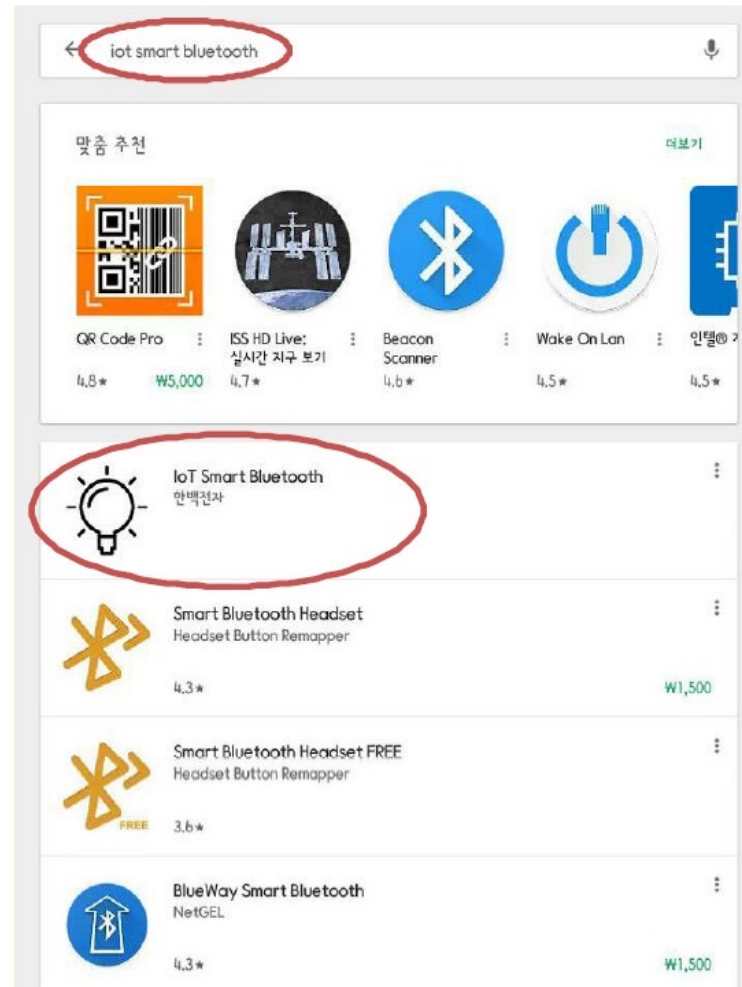 iot smart bluetooth
맞춤 추천
더보기
QR Code Pro
4.8★ ₩5,000
ISS HD Live:
실시간 지구 보기
4.7★
Beacon
Scanner
4.6★
Wake On Lan
4.5★
인텔®
4.5★
IoT Smart Bluetooth
한백전자
Smart Bluetooth Headset
Headset Button Remapper
4.3★ ₩1,500
Smart Bluetooth Headset FREE
Headset Button Remapper
FREE
3.6★
BlueWay Smart Bluetooth
NetGEL
4.3★ ₩1,500